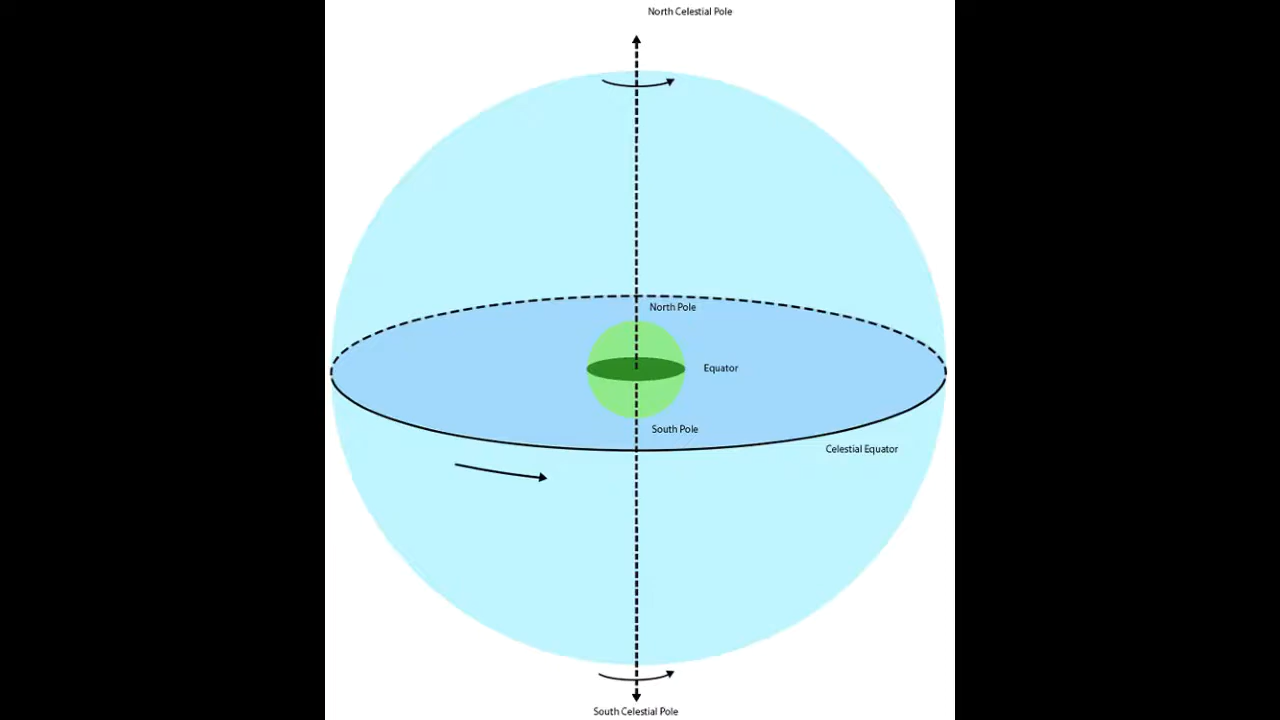 North Celestial Pole
North Pole
Equator
South Pole
Celestial Equator
South Celestial Pole